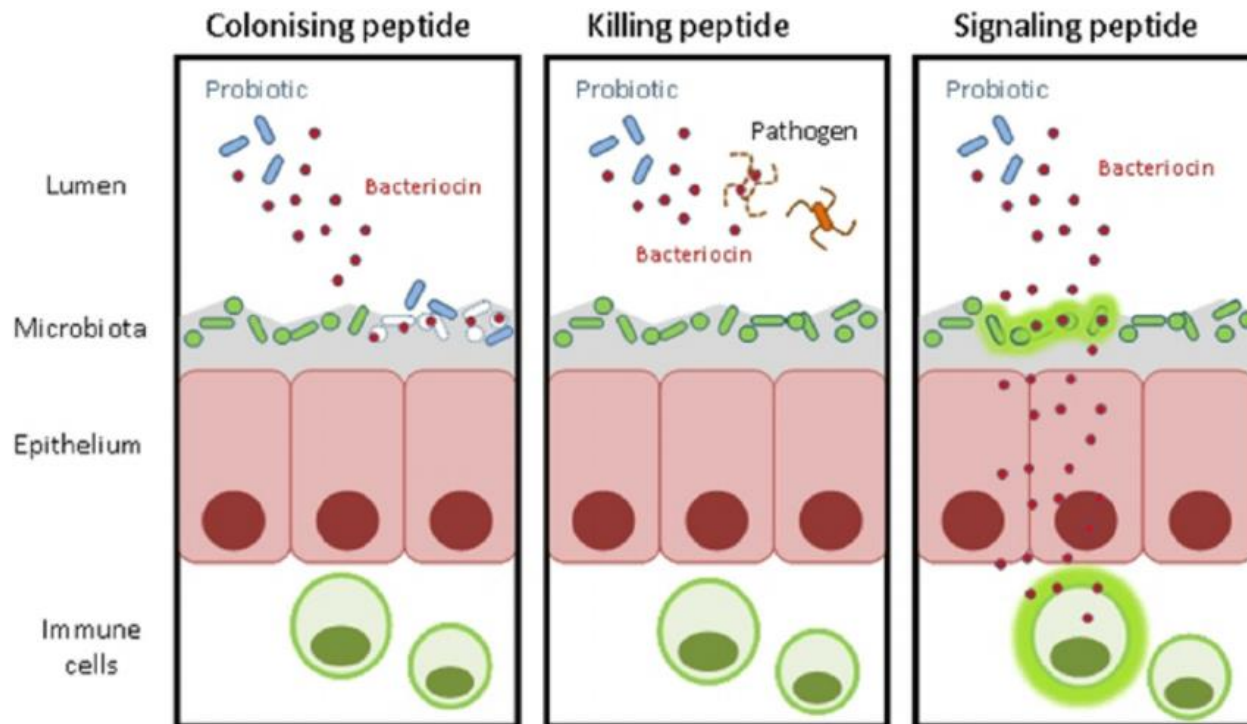 Colonising peptide
Killing peptide
Signaling peptide
Probiotic
Probiotic
Probiotic
Pathogen
Lumen
Bacteriocin
Bacteriocin
Bacteriocin
Microbiota
Epithelium
Immune
cells